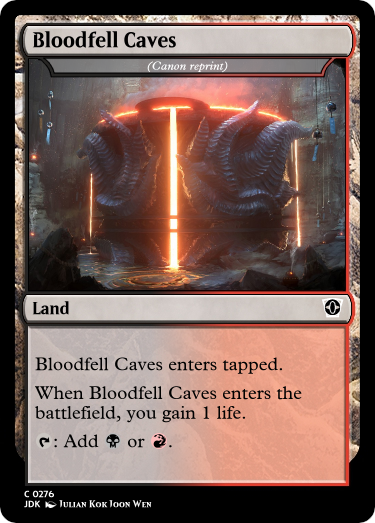 Bloodfell Caves
(Canon reprint)
Land
Bloodfell Caves enters tapped.
When Bloodfell Caves enters the
battlefield, you gain 1 life.
: Add or .
C 0276
JDK Julian Kok Joon Wen